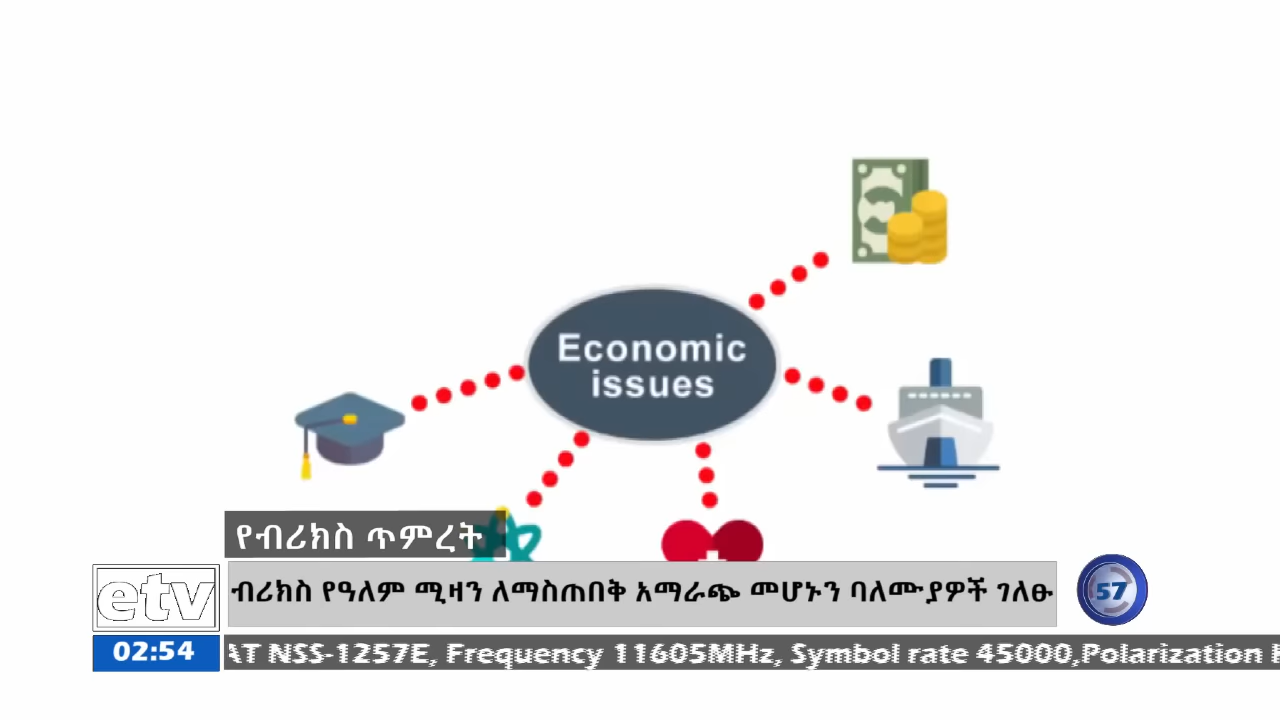 Economic
issues
የብሪክስ ጥምረት
etv
ብሪክስ የዓለም ሚዛን ለማስጠበቅ አማራጭ መሆኑን ባለሙያዎች ገለፁ
57
02:54
AT NSS-1257E, Frequency 11605MHz, Symbol rate 45000,Polarization